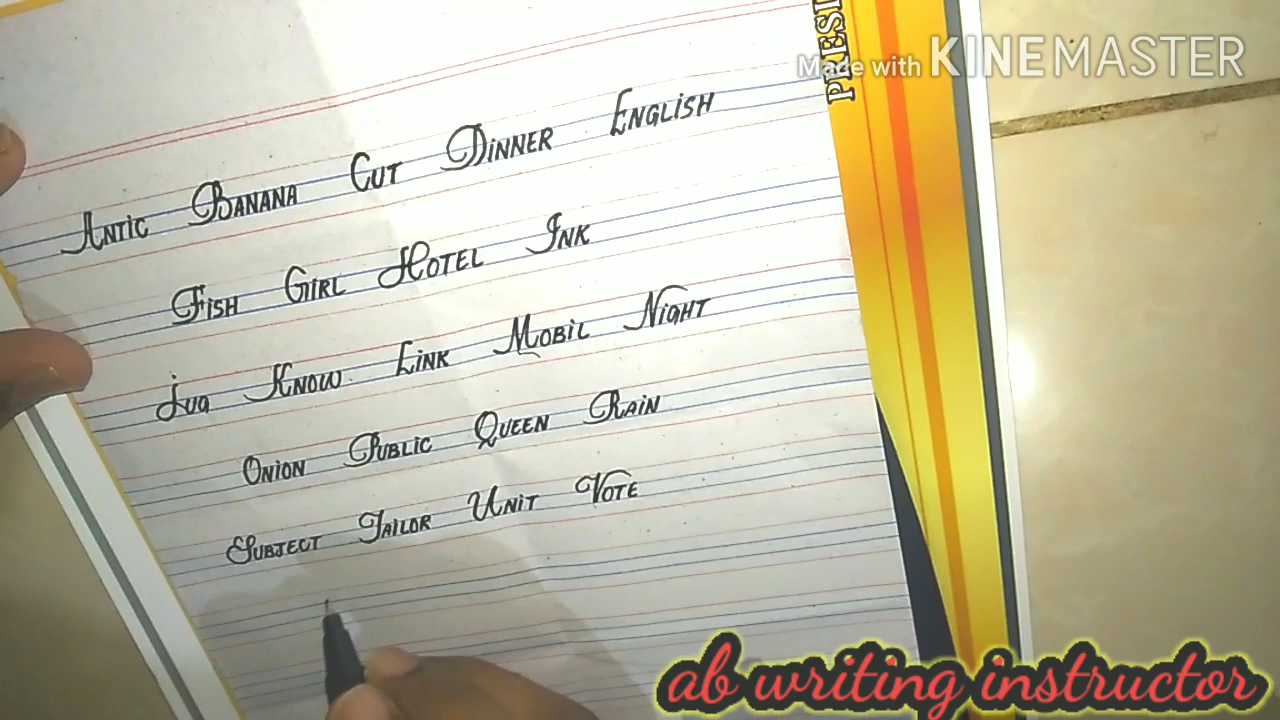 Made with KINEMASTER
PRESI
ANTIC BANANA CUT DINNER ENGLISH
FISH GIRL HOTEL INK
JUG KNOW LINK MOBIL NIGHT
ONION PUBLIC QUEEN RAIN
SUBJECT TAILOR UNIT VOTE
ab writing instructor